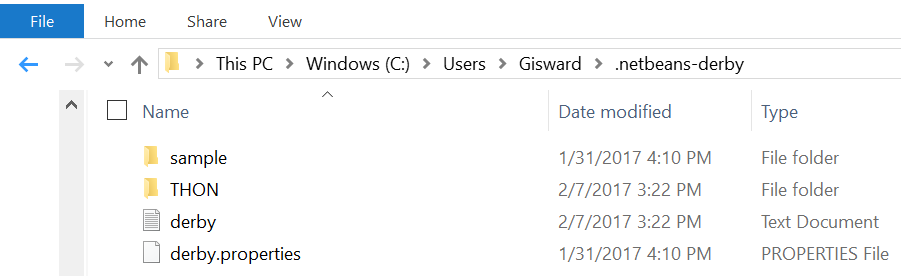 File Home Share View
This PC Windows (C:) Users Gisward .netbeans-derby
Name Date modified Type
sample 1/31/2017 4:10 PM File folder
THON 2/7/2017 3:22 PM File folder
derby 2/7/2017 3:22 PM Text Document
derby.properties 1/31/2017 4:10 PM PROPERTIES File